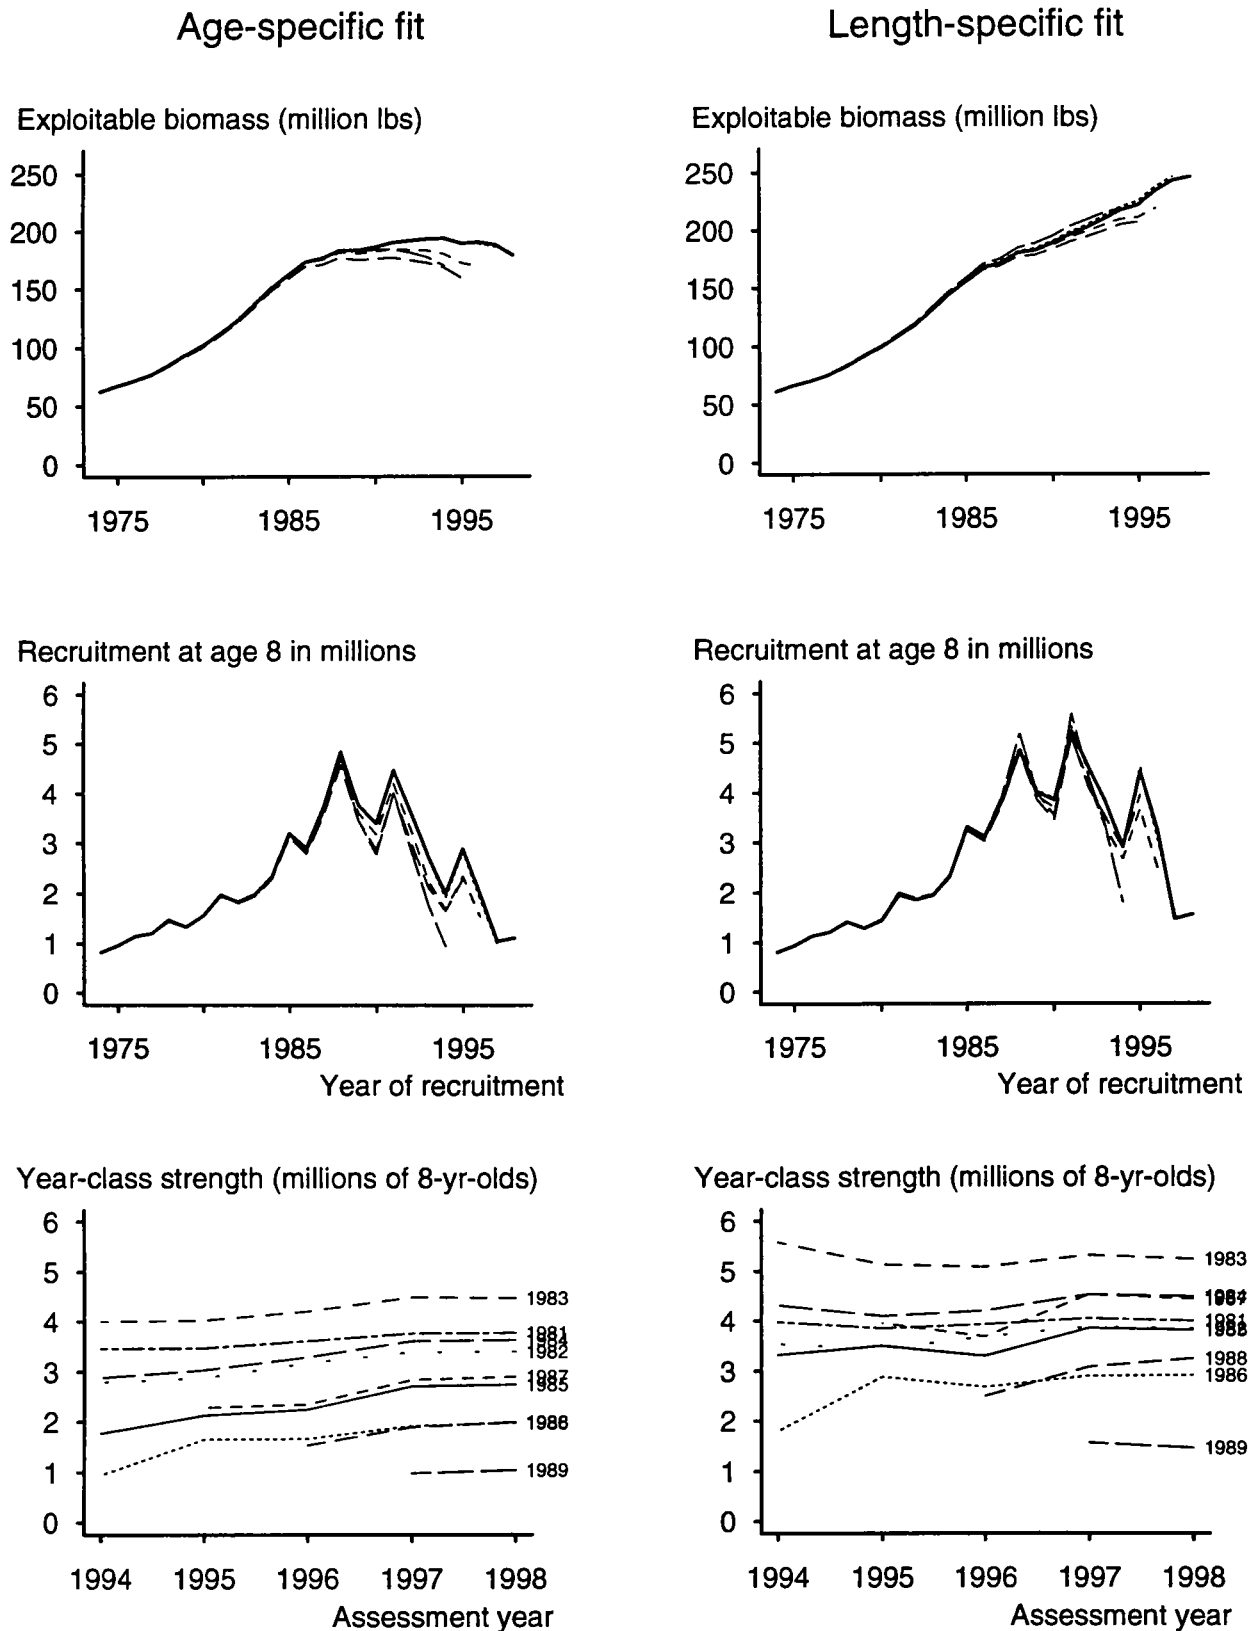 Age-specific fit
Length-specific fit
Exploitable biomass (million lbs)
250
200
150
100
50
0
1975 1985 1995
Exploitable biomass (million lbs)
250
200
150
100
50
0
1975 1985 1995
Recruitment at age 8 in millions
6
5
4
3
2
1
0
1975 1985 1995
Year of recruitment
Recruitment at age 8 in millions
6
5
4
3
2
1
0
1975 1985 1995
Year of recruitment
Year-class strength (millions of 8-yr-olds)
6
5
4
3
2
1
0
1983
1981
1982
1987
1985
1989
1994 1995 1996 1997 1998
Assessment year
Year-class strength (millions of 8-yr-olds)
6
5
4
3
2
1
0
1983
1981
1988
1986
1989
1994 1995 1996 1997 1998
Assessment year